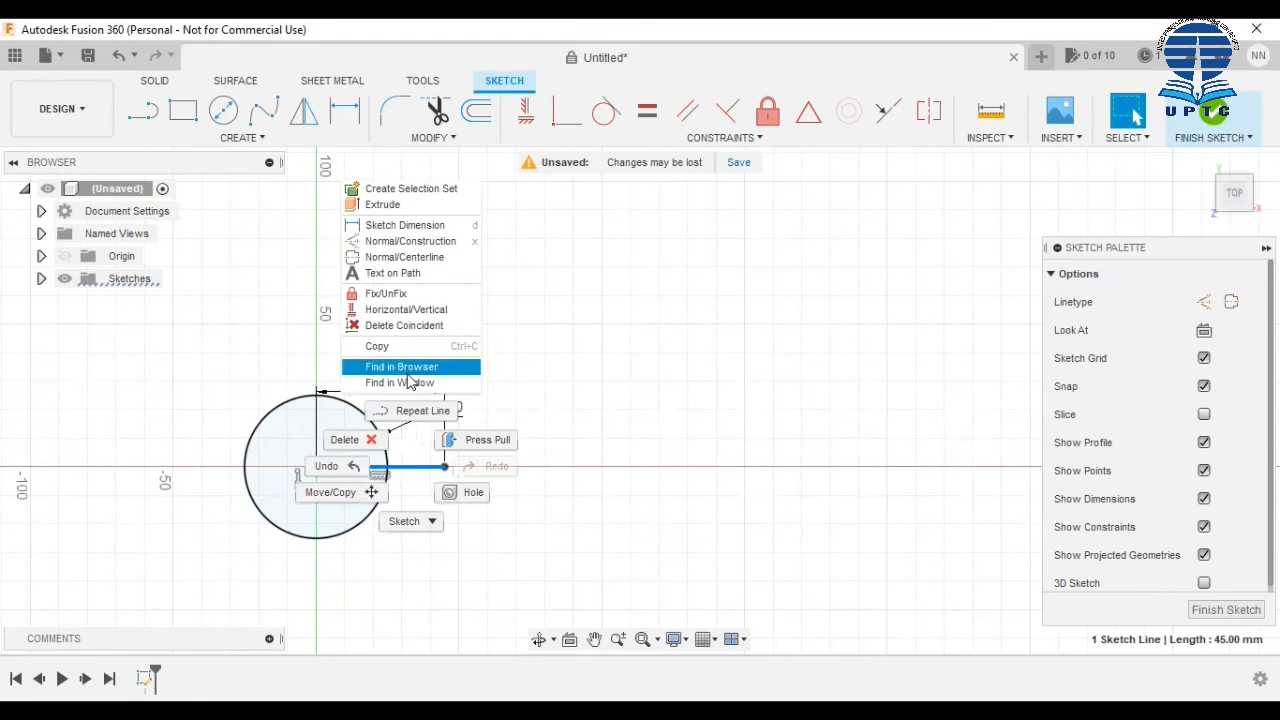 Autodesk Fusion 360 (Personal - Not for Commercial Use)
Untitled*
0 of 10
1
NN
UPTC
SOLID
SURFACE
SHEET METAL
TOOLS
SKETCH
DESIGN
CREATE
MODIFY
CONSTRAINTS
INSPECT
INSERT
SELECT
FINISH SKETCH
BROWSER
Unsaved:
Changes may be lost
Save
(Unsaved)
Document Settings
Named Views
Origin
Sketches
100
50
-100
-50
Create Selection Set
Extrude
Sketch Dimension d
Normal/Construction x
Normal/Centerline
Text on Path
Fix/UnFix
Horizontal/Vertical
Delete Coincident
Copy Ctrl+C
Find in Browser
Find in Window
Repeat Line
Delete
Press Pull
Undo
Redo
Move/Copy
Hole
Sketch
TOP
Y
X
Z
SKETCH PALETTE
Options
Linetype
Look At
Sketch Grid
Snap
Slice
Show Profile
Show Points
Show Dimensions
Show Constraints
Show Projected Geometries
3D Sketch
Finish Sketch
COMMENTS
1 Sketch Line | Length : 45.00 mm